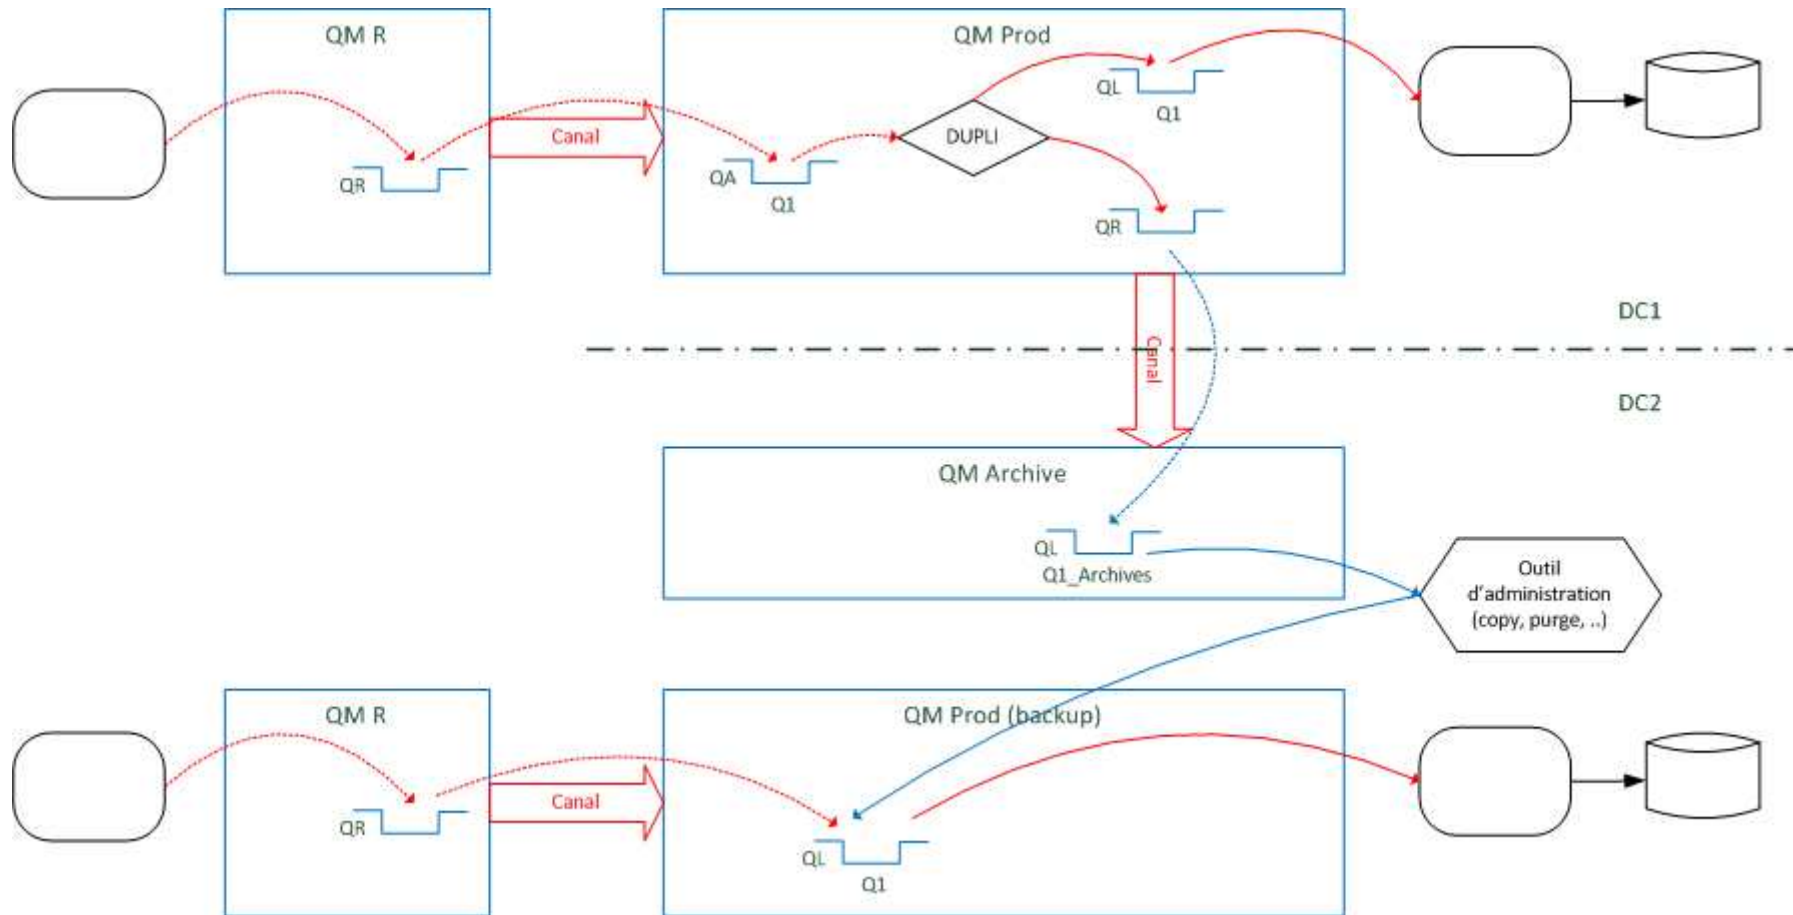 QM R
QM Prod
QL
Q1
Canal
DUPLI
QR
QA
Q1
QR
DC1
Canal
DC2
QM Archive
QL
Q1_Archives
Outil
d'administration
(copy, purge, ..)
QM R
QM Prod (backup)
Canal
QR
QL
Q1